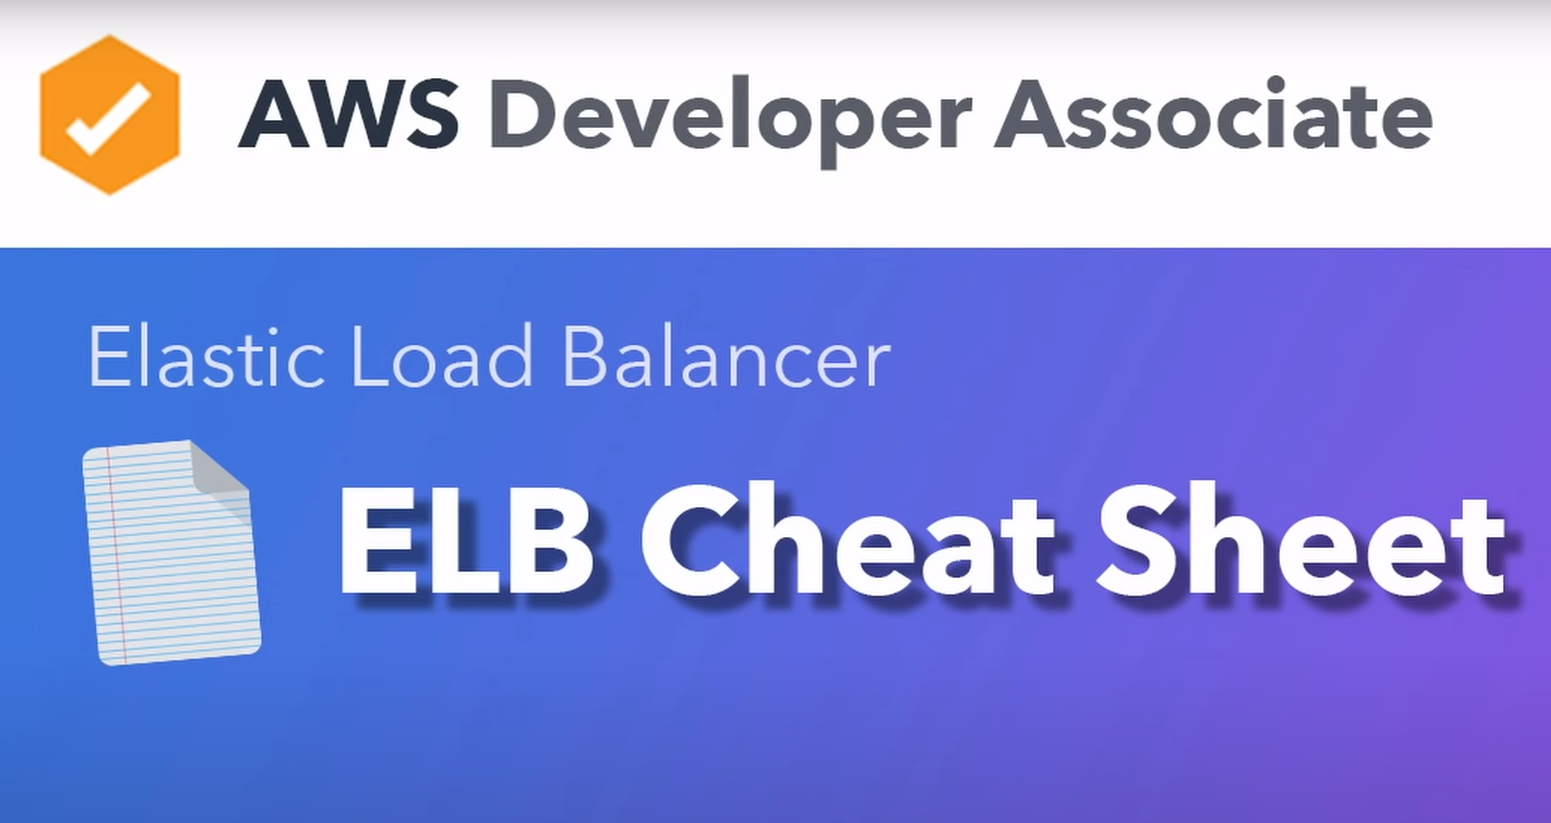 AWS Developer Associate
Elastic Load Balancer
ELB Cheat Sheet